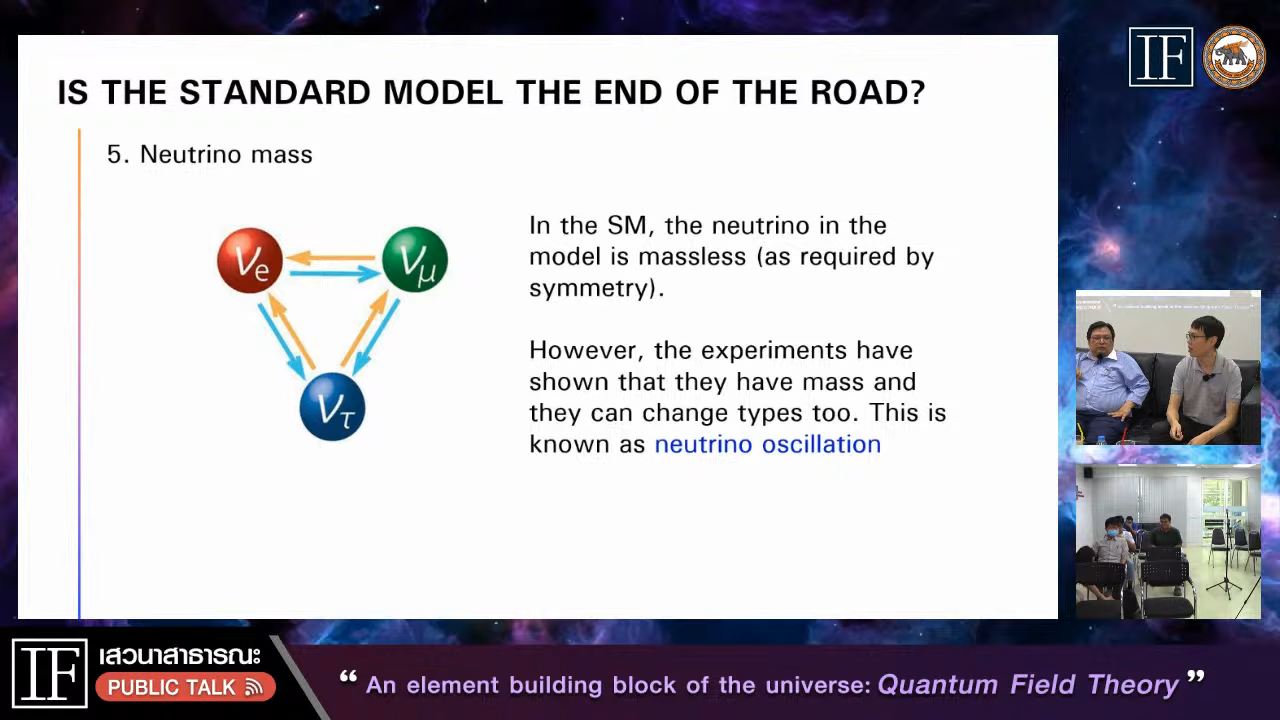 IS THE STANDARD MODEL THE END OF THE ROAD?
5. Neutrino mass
νe
νμ
ντ
In the SM, the neutrino in the
model is massless (as required by
symmetry).
However, the experiments have
shown that they have mass and
they can change types too. This is
known as neutrino oscillation
IF
IF
เสวนาสาธารณะ
PUBLIC TALK
“ An element building block of the universe: Quantum Field Theory ”